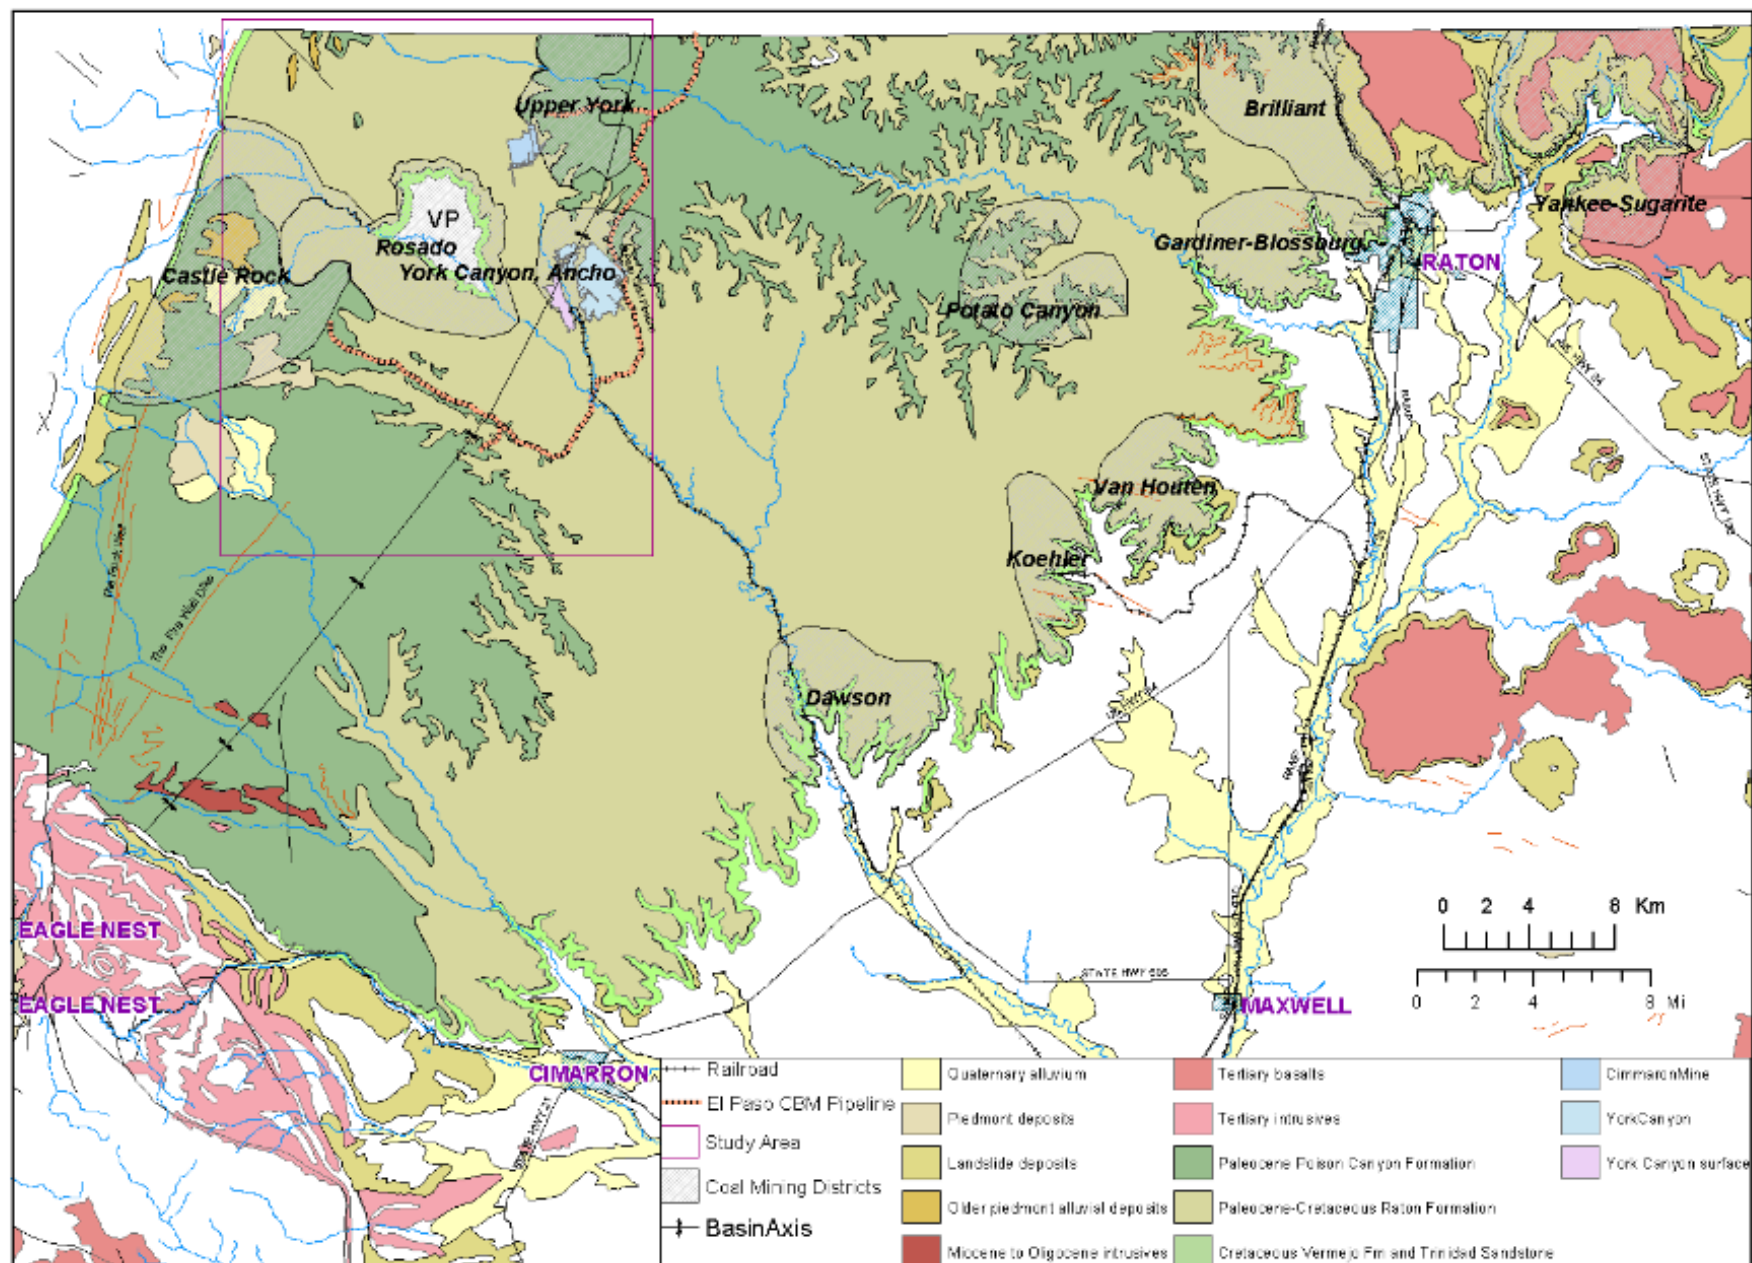 Upper York
Brilliant
VP
Rosado
Castle Rock
York Canyon, Ancho
Yankee-Sugarite
Gardiner-Blossburg
RATON
Potato Canyon
Van Houten
Koehler
Dawson
EAGLE NEST
EAGLE NEST
CIMARRON
MAXWELL
STATE HWY 505
0 2 4 8 Km
0 2 4 8 Mi
Railroad
El Paso CBM Pipeline
Study Area
Coal Mining Districts
BasinAxis
Quaternary alluvium
Piedmont deposits
Landslide deposits
Older piedmont alluvial deposits
Miocene to Oligocene intrusives
Tertiary basalts
Tertiary intrusives
Paleocene Poison Canyon Formation
Paleocene-Cretaceous Raton Formation
Cretaceous Vermejo Fm and Trinidad Sandstone
CimmaronMine
YorkCanyon
York Canyon surface